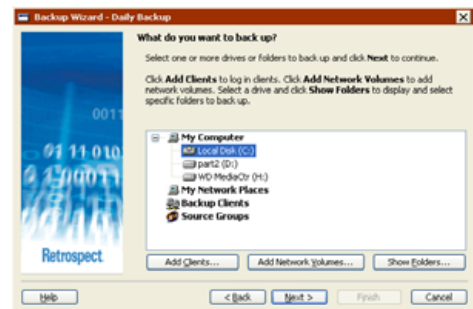 Backup Wizard - Daily Backup
What do you want to back up?
Select one or more drives or folders to back up and click Next to continue.
Click Add Clients to log in clients. Click Add Network Volumes to add
network volumes. Select a drive and click Show Folders to display and select
specific folders to back up.
0011
01 11 010
My Computer
Local Disk (C:)
part2 (D:)
WD MediaCtr (H:)
My Network Places
Backup Clients
Source Groups
Retrospect
Add Clients...
Add Network Volumes...
Show Folders...
Help
< Back
Next >
Finish
Cancel